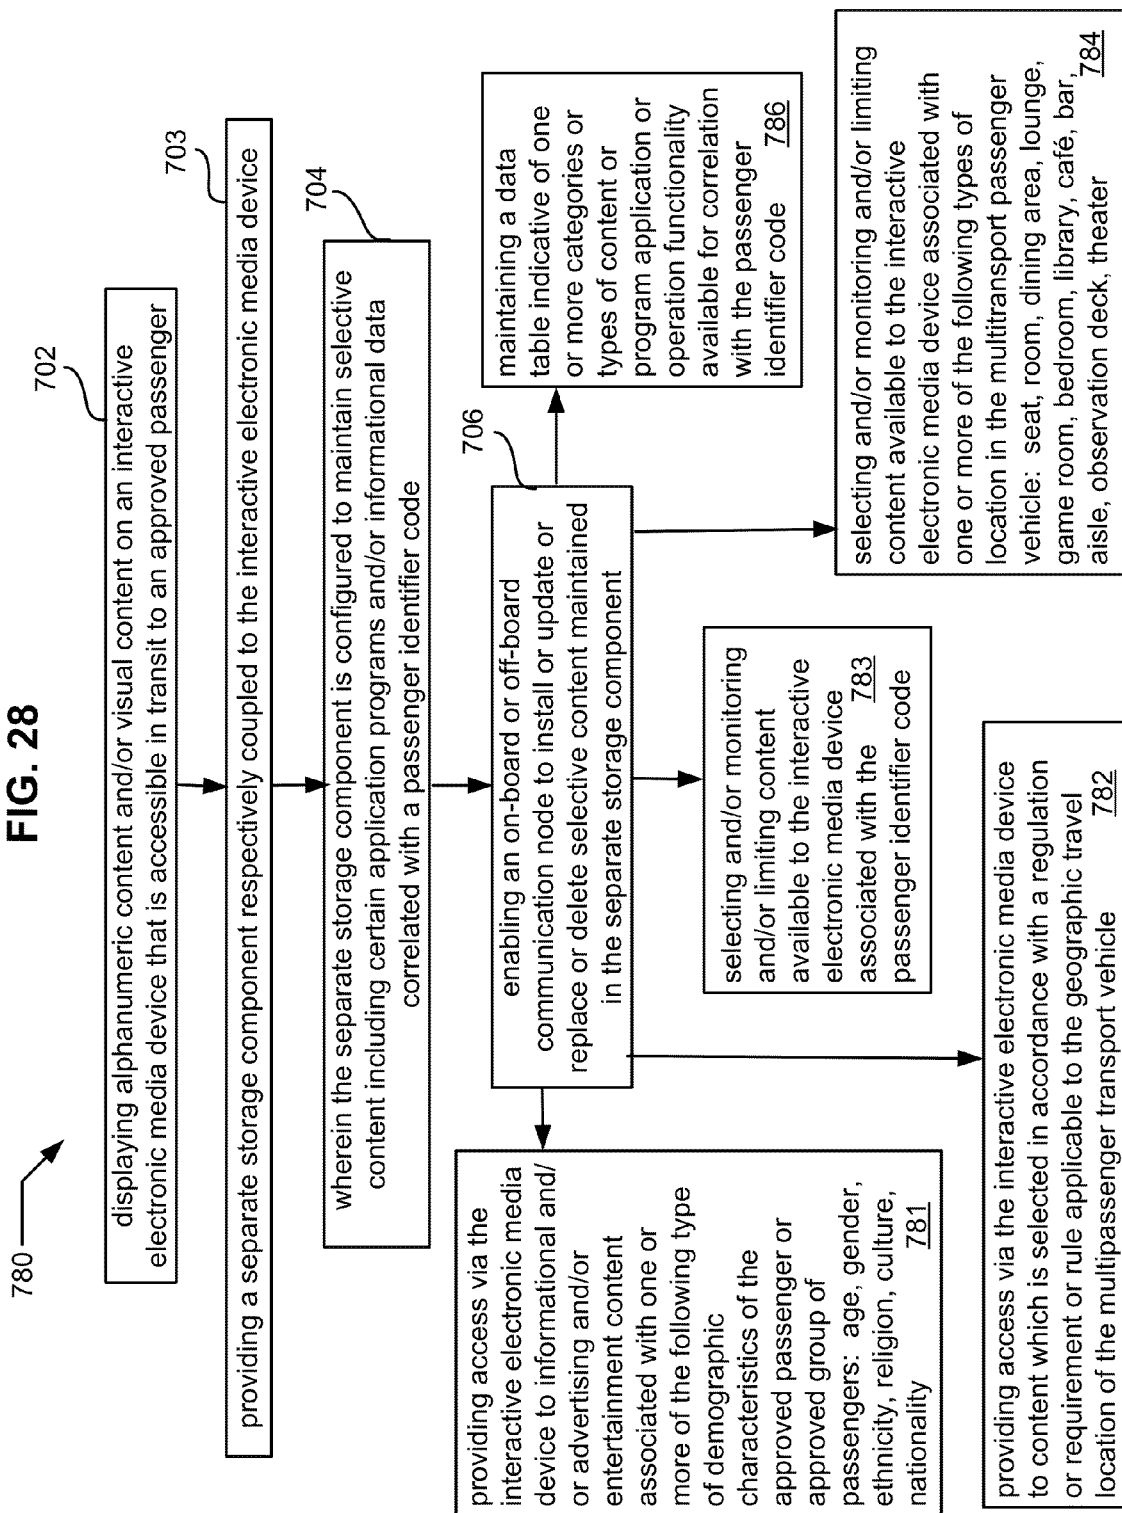 FIG. 28
780
702
displaying alphanumeric content and/or visual content on an interactive
electronic media device that is accessible in transit to an approved passenger
703
providing a separate storage component respectively coupled to the interactive electronic media device
704
wherein the separate storage component is configured to maintain selective
content including certain application programs and/or informational data
correlated with a passenger identifier code
706
enabling an on-board or off-board
communication node to install or update or
replace or delete selective content maintained
in the separate storage component
providing access via the
interactive electronic media
device to informational and/
or advertising and/or
entertainment content
associated with one or
more of the following type
of demographic
characteristics of the
approved passenger or
approved group of
passengers: age, gender,
ethnicity, religion, culture,
nationality 781
providing access via the interactive electronic media device
to content which is selected in accordance with a regulation
or requirement or rule applicable to the geographic travel
location of the multipassenger transport vehicle 782
selecting and/or monitoring
and/or limiting content
available to the interactive
electronic media device
associated with the 783
passenger identifier code
maintaining a data
table indicative of one
or more categories or
types of content or
program application or
operation functionality
available for correlation
with the passenger
identifier code 786
selecting and/or monitoring and/or limiting
content available to the interactive
electronic media device associated with
one or more of the following types of
location in the multitransport passenger
vehicle: seat, room, dining area, lounge,
game room, bedroom, library, café, bar,
aisle, observation deck, theater 784